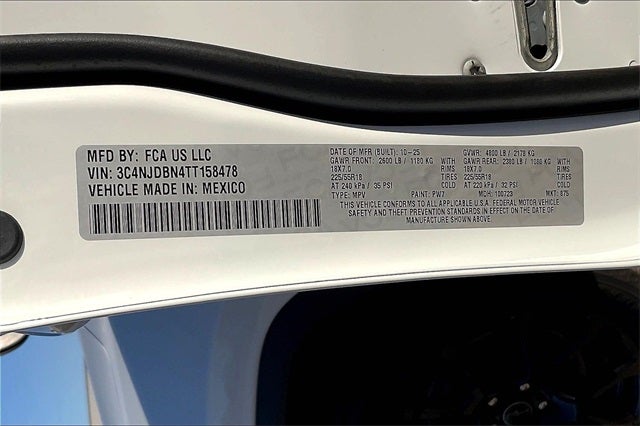 MFD BY: FCA US LLC
VIN: 3C4NJDBN4TT158478
VEHICLE MADE IN: MEXICO
DATE OF MFR (BUILT): 10-25 GVWR: 4800 LB / 2178 KG
GAWR FRONT: 2600 LB / 1180 KG WITH GAWR REAR: 2380 LB / 1080 KG WITH
18X7.0 RIMS 18X7.0 RIMS
225/55R18 225/55R18
AT 240 kPa / 35 PSI AT 220 kPa / 32 PSI
TYPE: MPV PAINT: PW7 MDH: 100723 MKT: 875
THIS VEHICLE CONFORMS TO ALL APPLICABLE U.S.A. FEDERAL MOTOR VEHICLE
SAFETY AND THEFT PREVENTION STANDARDS IN EFFECT ON THE DATE OF
MANUFACTURE SHOWN ABOVE.